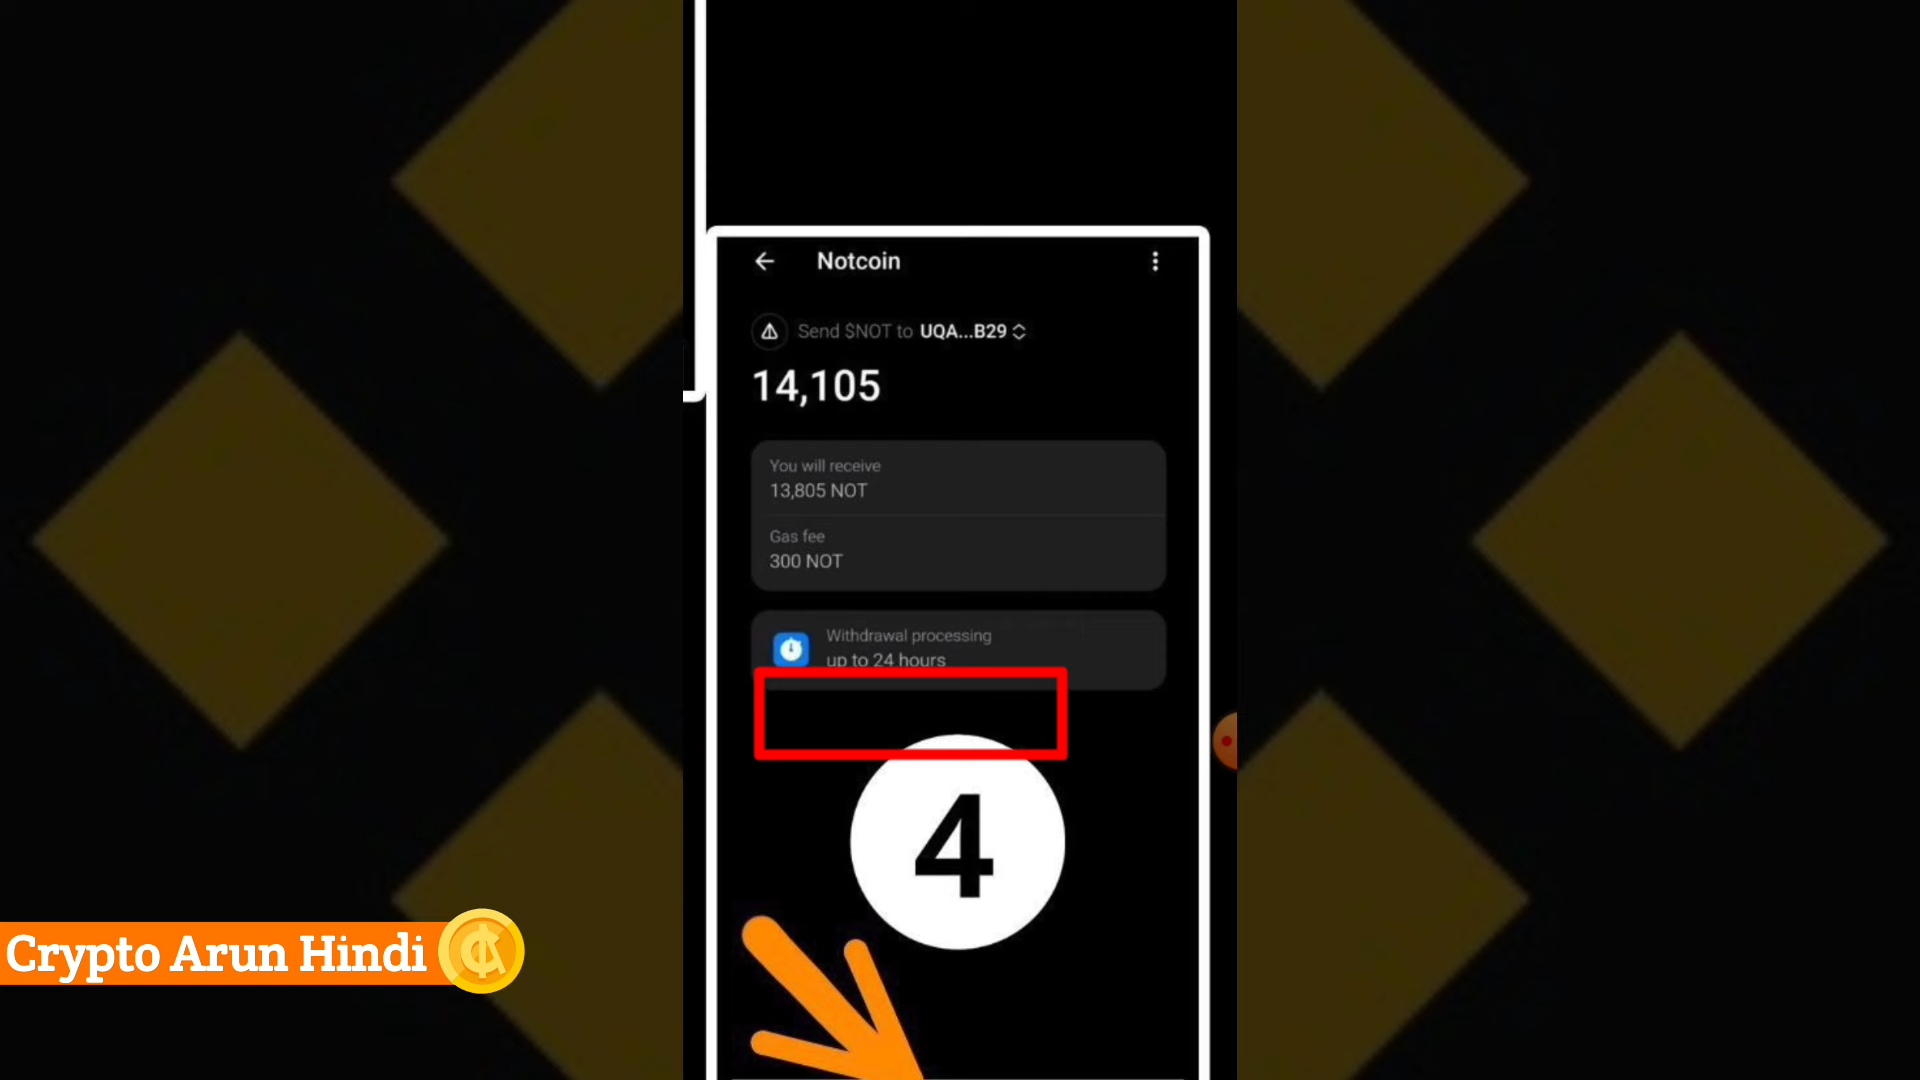 Notcoin
Send $NOT to UQA...B29
14,105
You will receive
13,805 NOT
Gas fee
300 NOT
Withdrawal processing
up to 24 hours
4
Crypto Arun Hindi